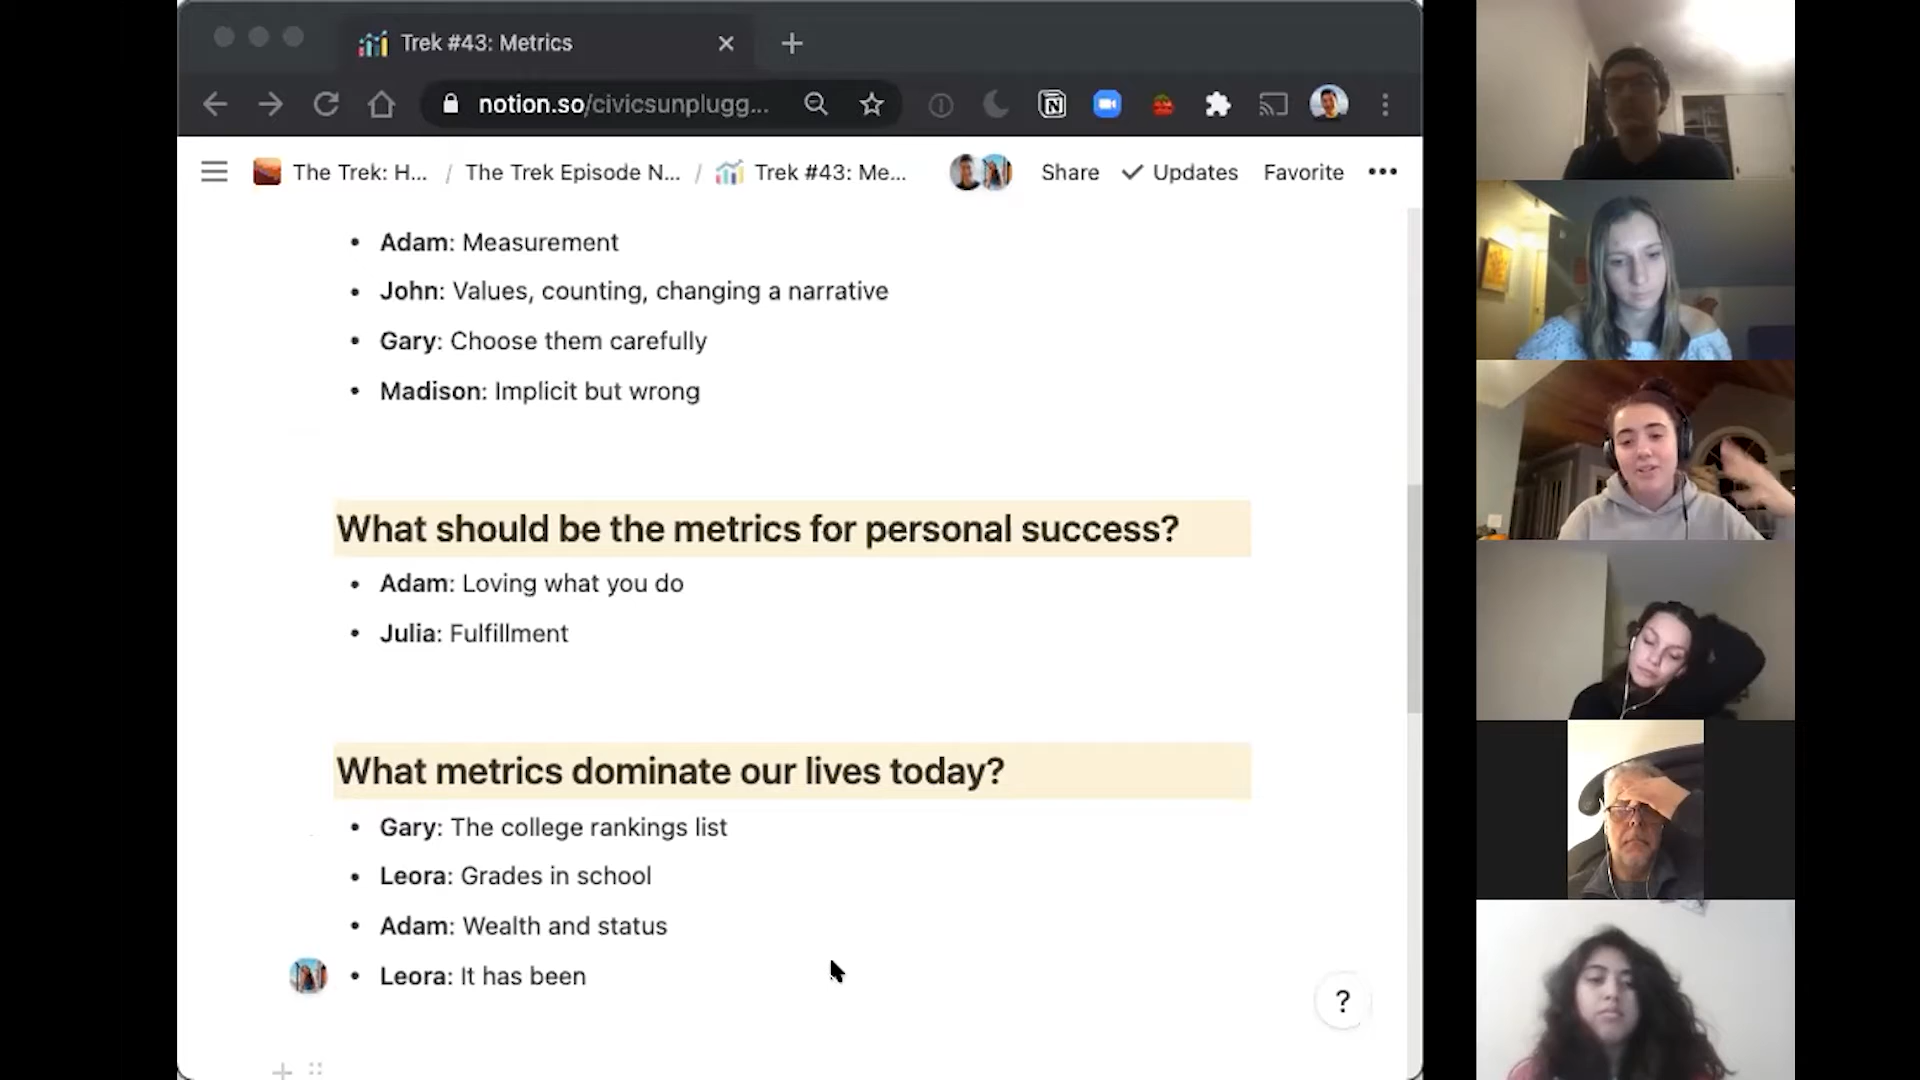 Trek #43: Metrics
notion.so/civicsunplugg...
The Trek: H... / The Trek Episode N... / Trek #43: Me... Share Updates Favorite
Adam: Measurement
John: Values, counting, changing a narrative
Gary: Choose them carefully
Madison: Implicit but wrong
What should be the metrics for personal success?
Adam: Loving what you do
Julia: Fulfillment
What metrics dominate our lives today?
Gary: The college rankings list
Leora: Grades in school
Adam: Wealth and status
Leora: It has been
?